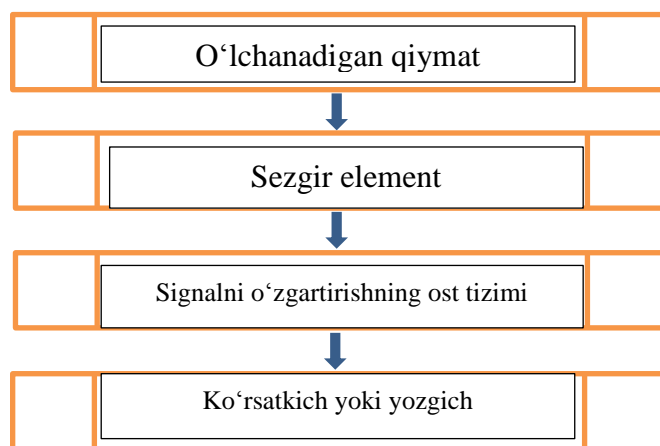 O‘lchanadigan qiymat
Sezgir element
Signalni o‘zgartirishning ost tizimi
Ko‘rsatkich yoki yozgich